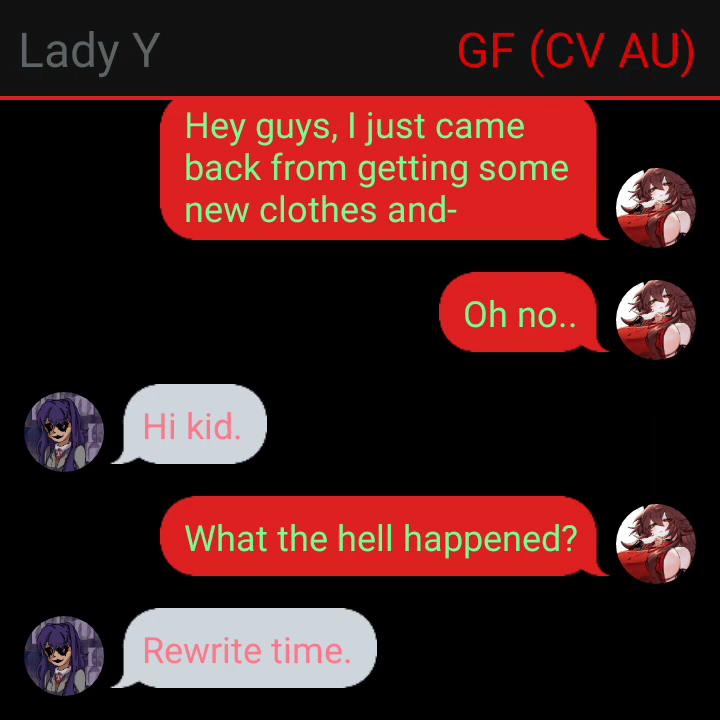 Lady Y
GF (CV AU)
Hey guys, I just came
back from getting some
new clothes and-
Oh no..
Hi kid.
What the hell happened?
Rewrite time.